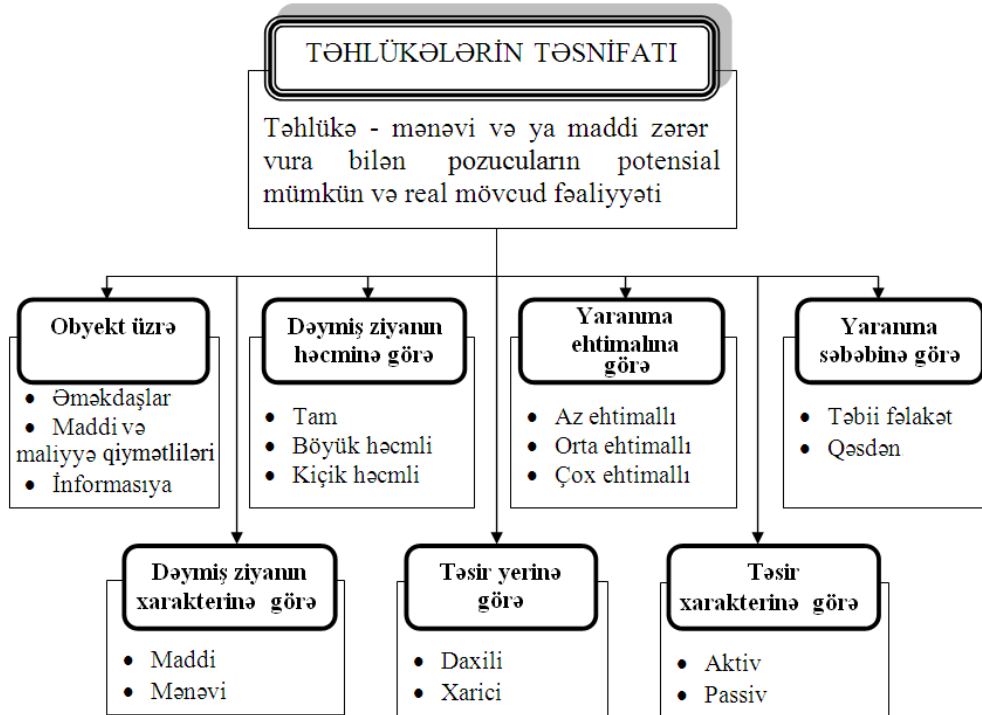 TƏHLÜKƏLƏRİN TƏSNİFATI
Təhlükə - mənəvi və ya maddi zərər
vura bilən pozucuların potensial
mümkün və real mövcud fəaliyyəti
Obyekt üzrə
• Əməkdaşlar
• Maddi və
maliyyə qiymətliləri
• İnformasıya
Dəymiş ziyanın
həcminə görə
• Tam
• Böyük həcmli
• Kiçik həcmli
Yaranma
ehtimalına
görə
• Az ehtimallı
• Orta ehtimallı
• Çox ehtimallı
Yaranma
səbəbinə görə
• Təbii fəlakət
• Qəsdən
Dəymiş ziyanın
xarakterinə görə
• Maddi
• Mənəvi
Təsir yerinə
görə
• Daxili
• Xarici
Təsir
xarakterinə görə
• Aktiv
• Passiv